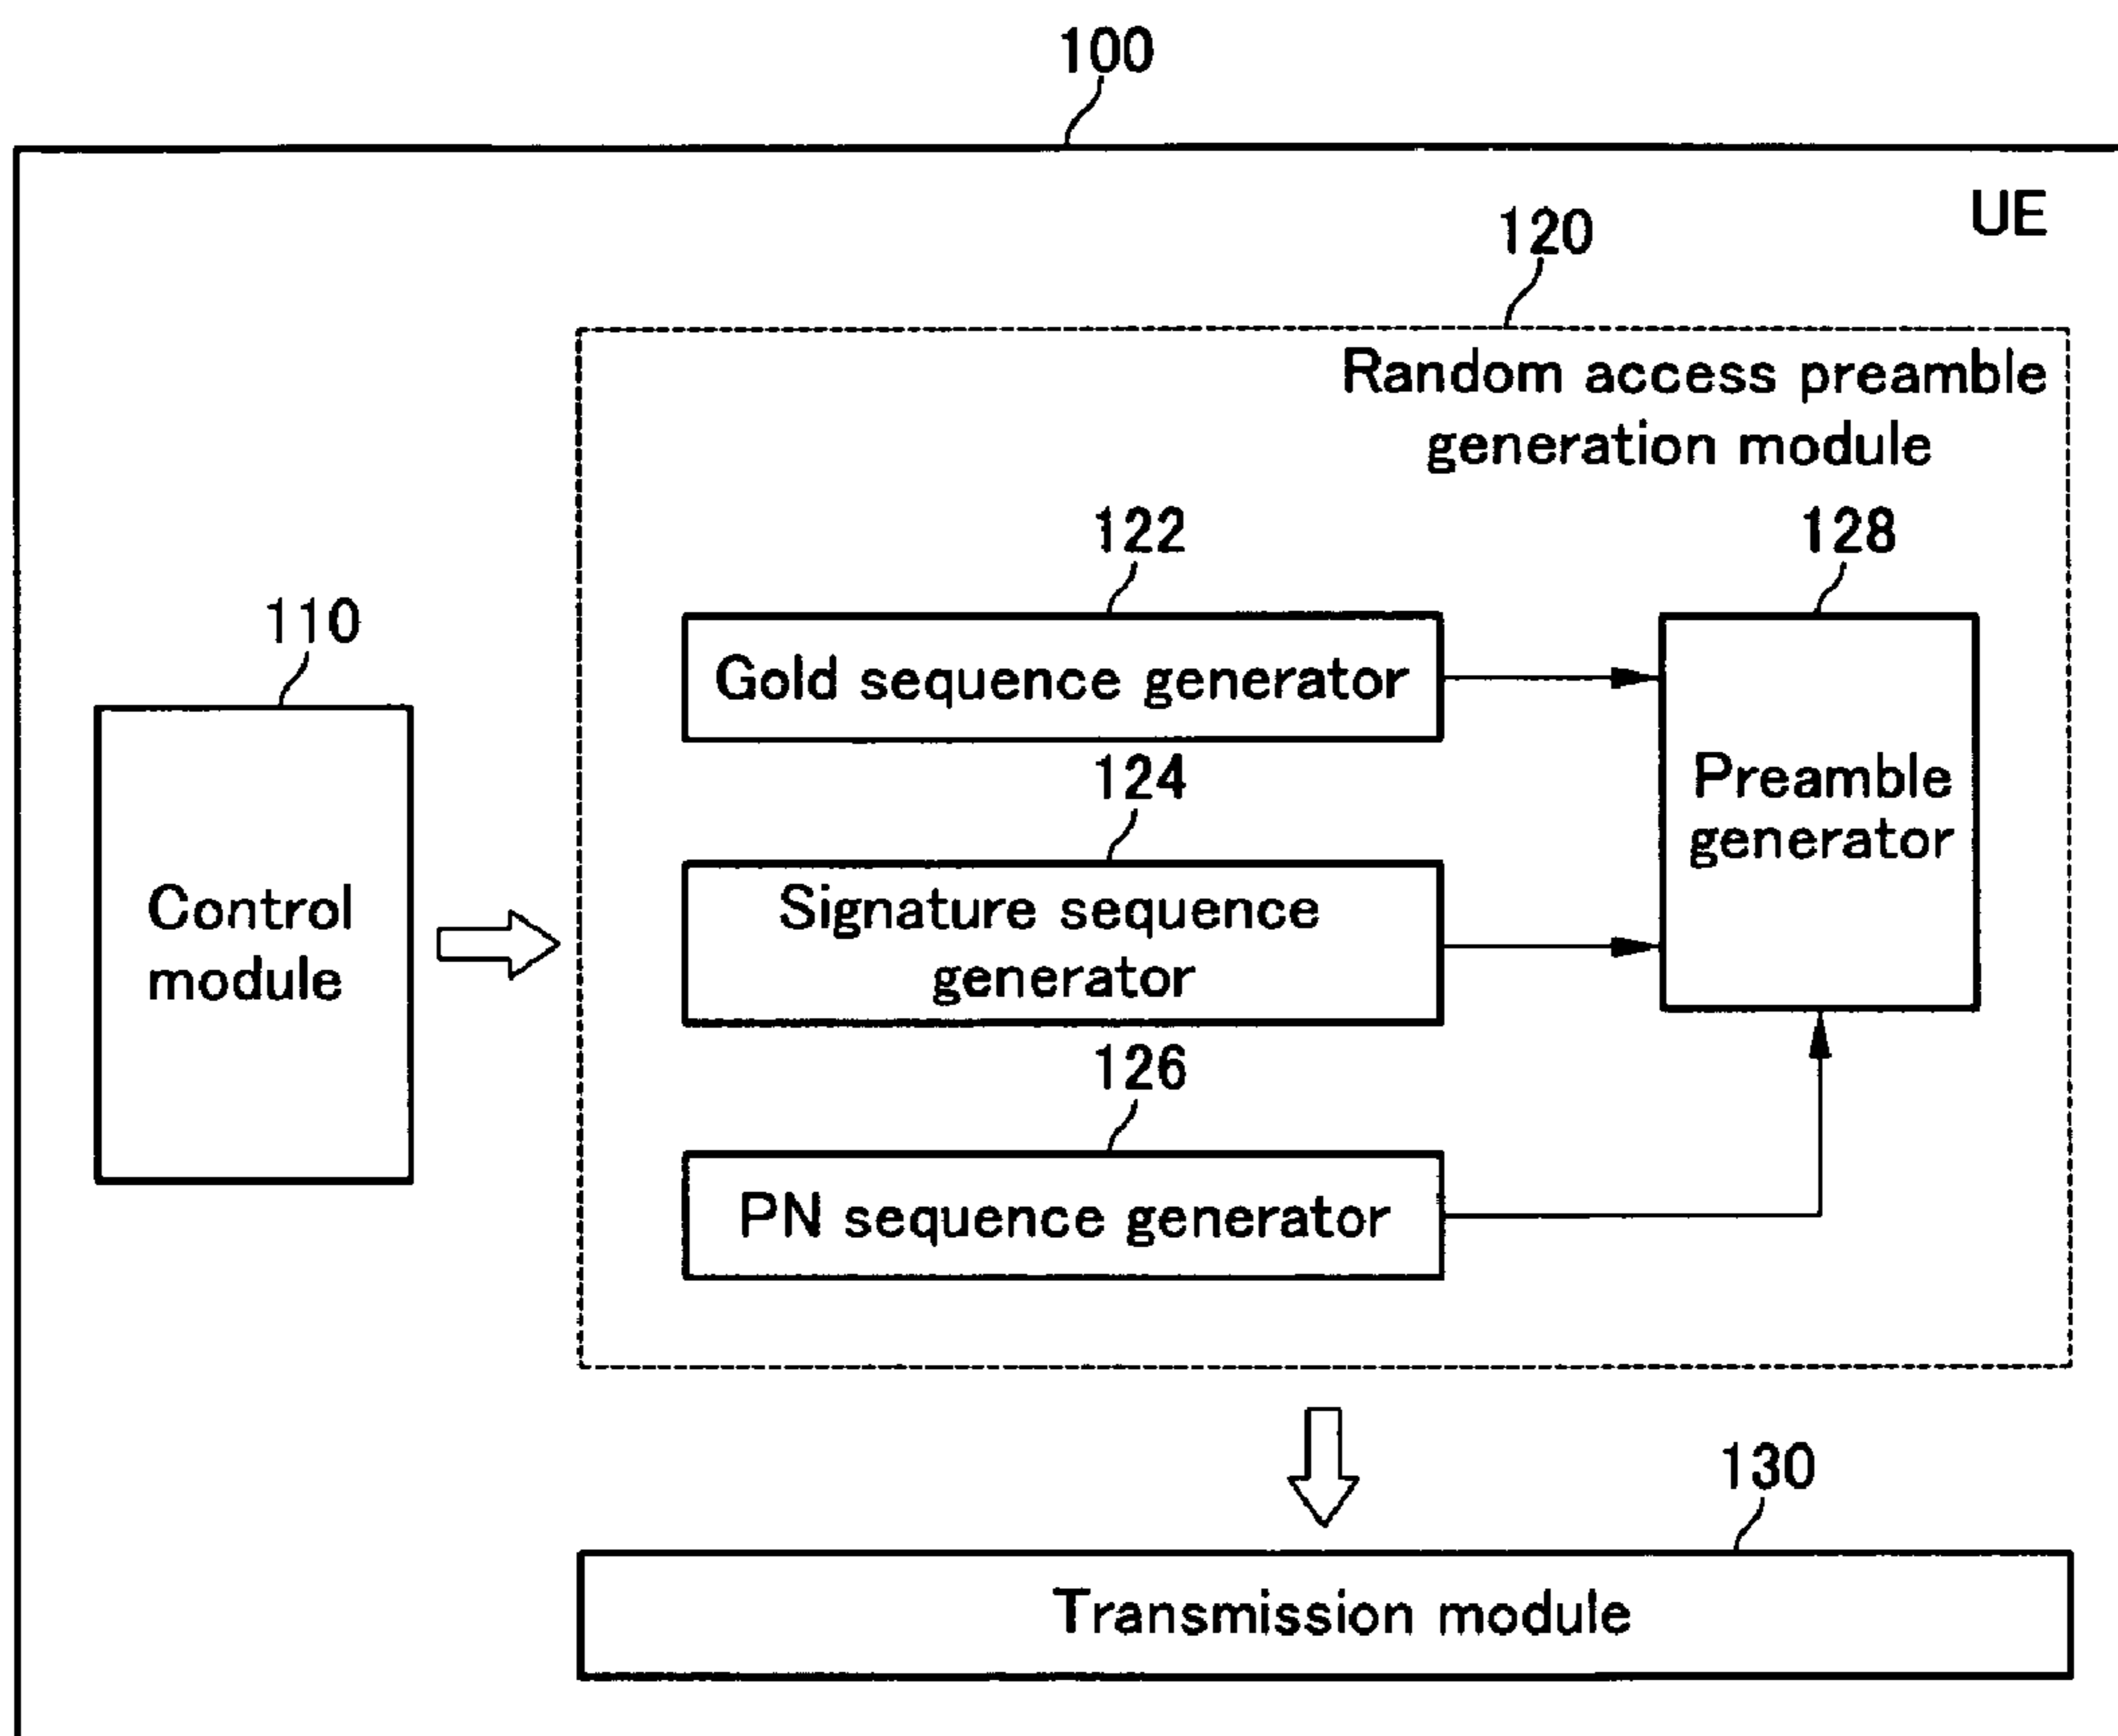 100
UE
120
Random access preamble
generation module
122
128
110
Gold sequence generator
124
Preamble
generator
Control
module
Signature sequence
generator
126
PN sequence generator
130
Transmission module